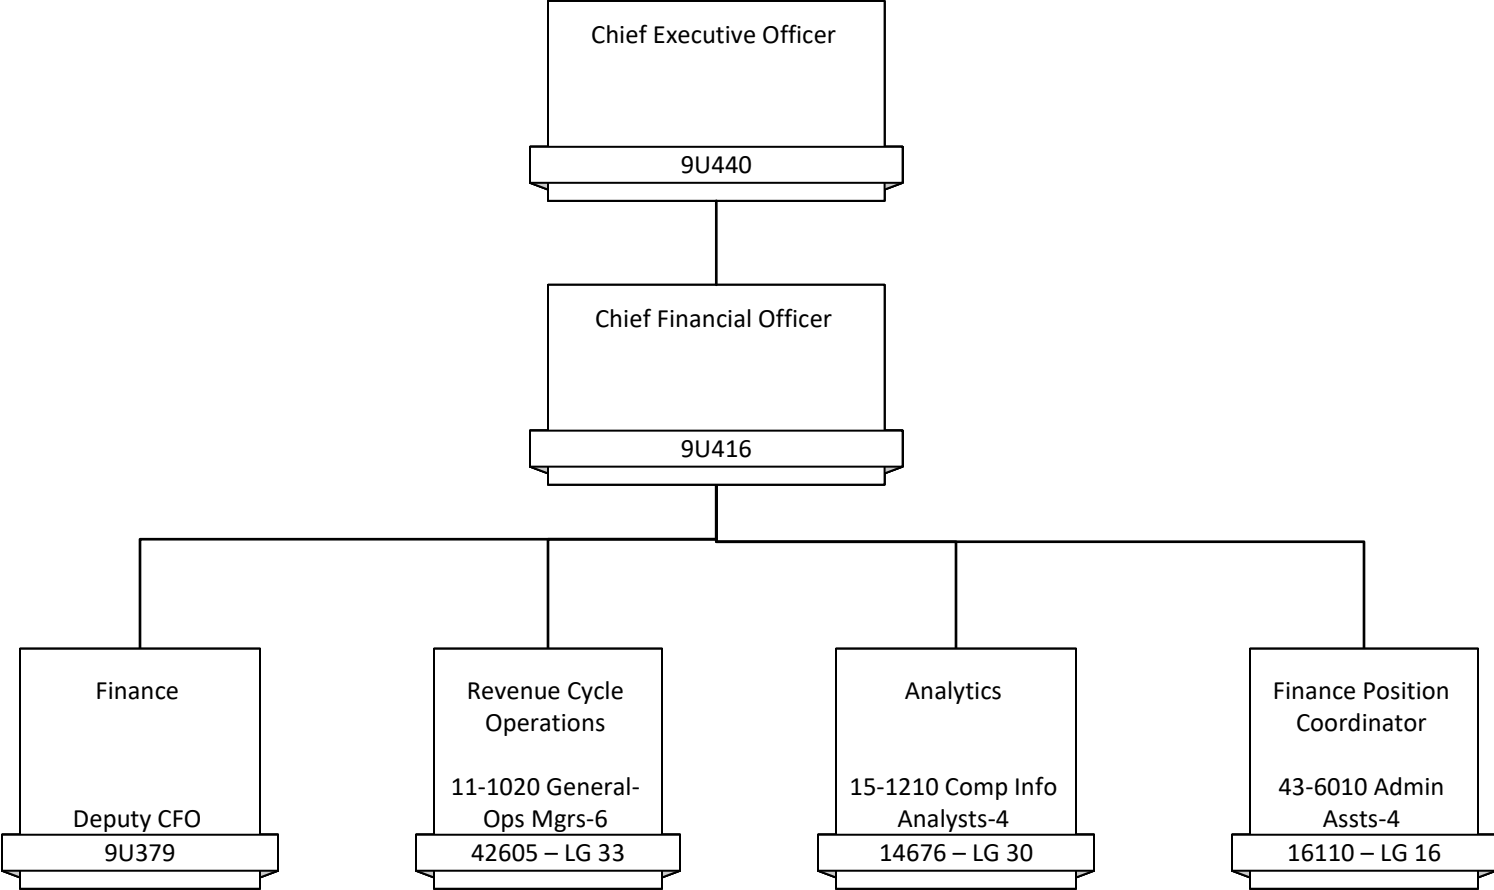 Chief Executive Officer
9U440
Chief Financial Officer
9U416
Finance
Deputy CFO
9U379
Revenue Cycle
Operations
11-1020 General-
Ops Mgrs-6
42605 – LG 33
Analytics
15-1210 Comp Info
Analysts-4
14676 – LG 30
Finance Position
Coordinator
43-6010 Admin
Assts-4
16110 – LG 16